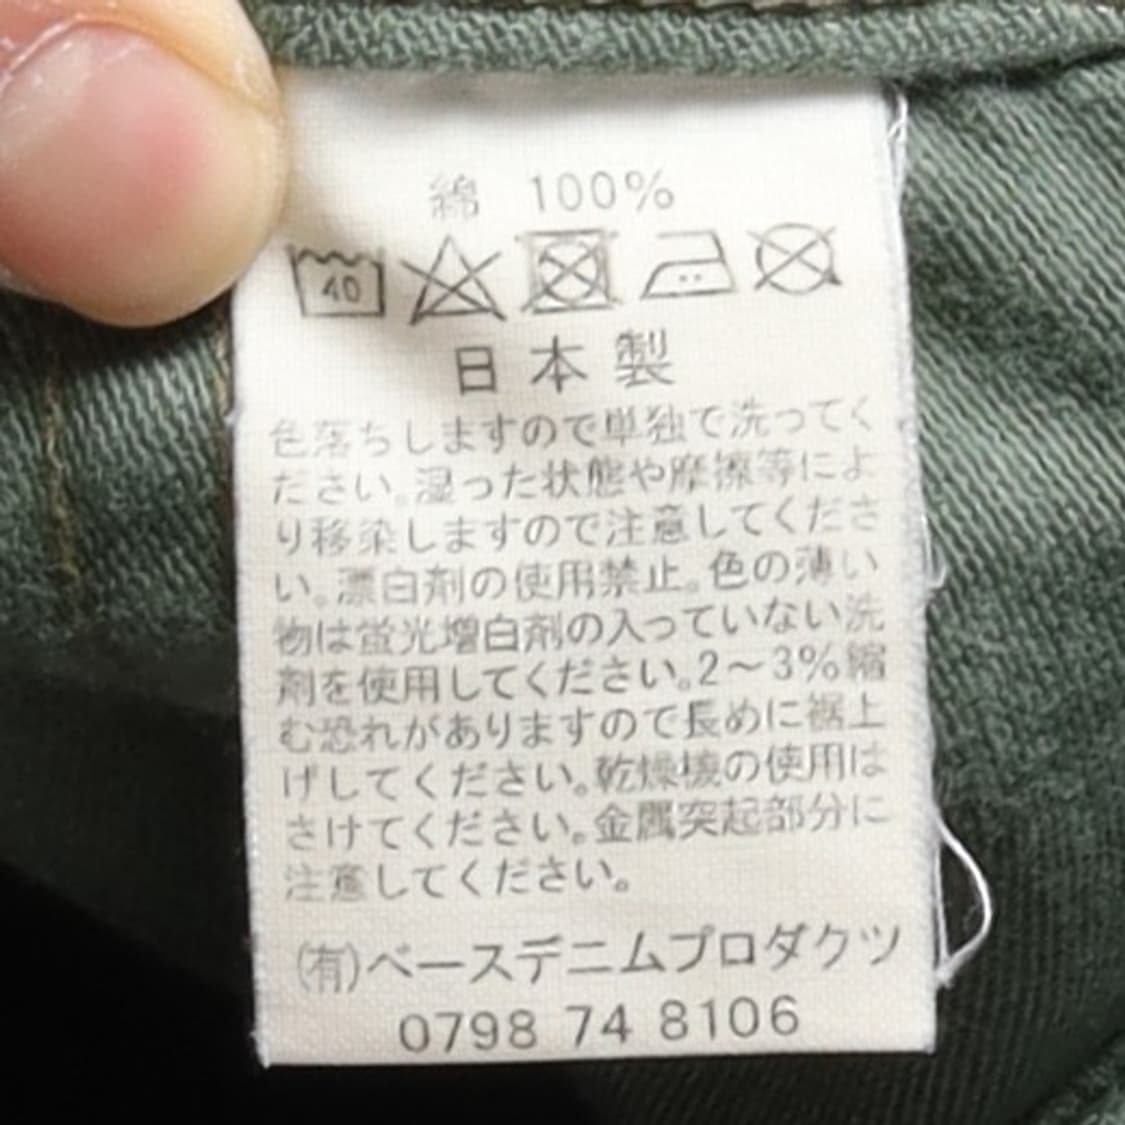 綿 100%
40
日本製
色落ちしますので単独で洗ってく
ださい。湿った状態や摩擦等によ
り移染しますので注意してくださ
い。漂白剤の使用禁止。色の薄い
物は蛍光増白剤の入っていない洗
剤を使用してください。2〜3%縮
む恐れがありますので長めに裾上
げしてください。乾燥機の使用は
さけてください。金属突起部分に
注意してください。
(有)ベースデニムプロダクツ
0798 74 8106